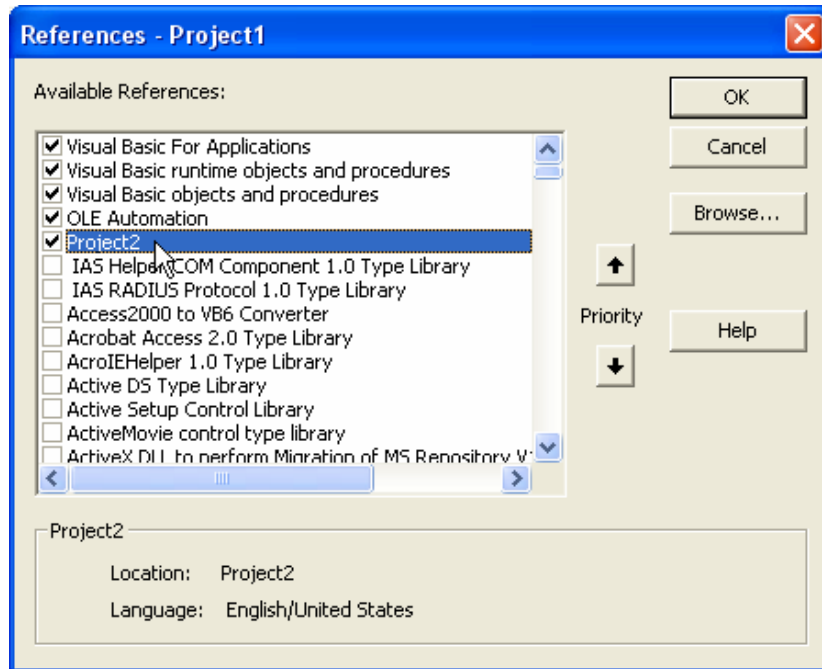 References - Project1
Available References:
OK
Cancel
Browse...
Visual Basic For Applications
Visual Basic runtime objects and procedures
Visual Basic objects and procedures
OLE Automation
Project2
IAS Helper COM Component 1.0 Type Library
IAS RADIUS Protocol 1.0 Type Library
Access2000 to VB6 Converter
Acrobat Access 2.0 Type Library
AcroIEHelper 1.0 Type Library
Active DS Type Library
Active Setup Control Library
ActiveMovie control type library
ActiveX DLL to perform Migration of MS Repository
Priority
Help
Project2
Location: Project2
Language: English/United States